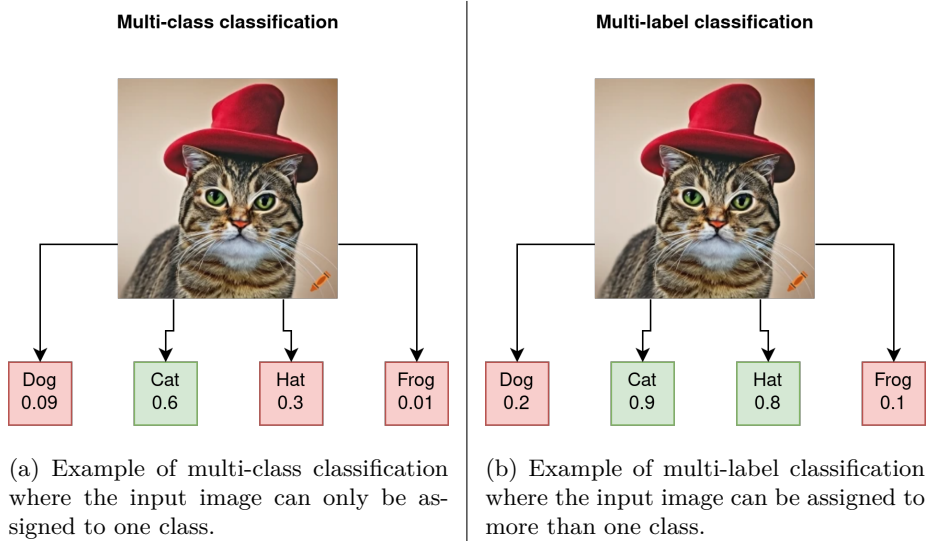 Multi-class classification
Dog
0.09
Cat
0.6
Hat
0.3
Frog
0.01
(a) Example of multi-class classification
where the input image can only be as-
signed to one class.
Multi-label classification
Dog
0.2
Cat
0.9
Hat
0.8
Frog
0.1
(b) Example of multi-label classification
where the input image can be assigned to
more than one class.